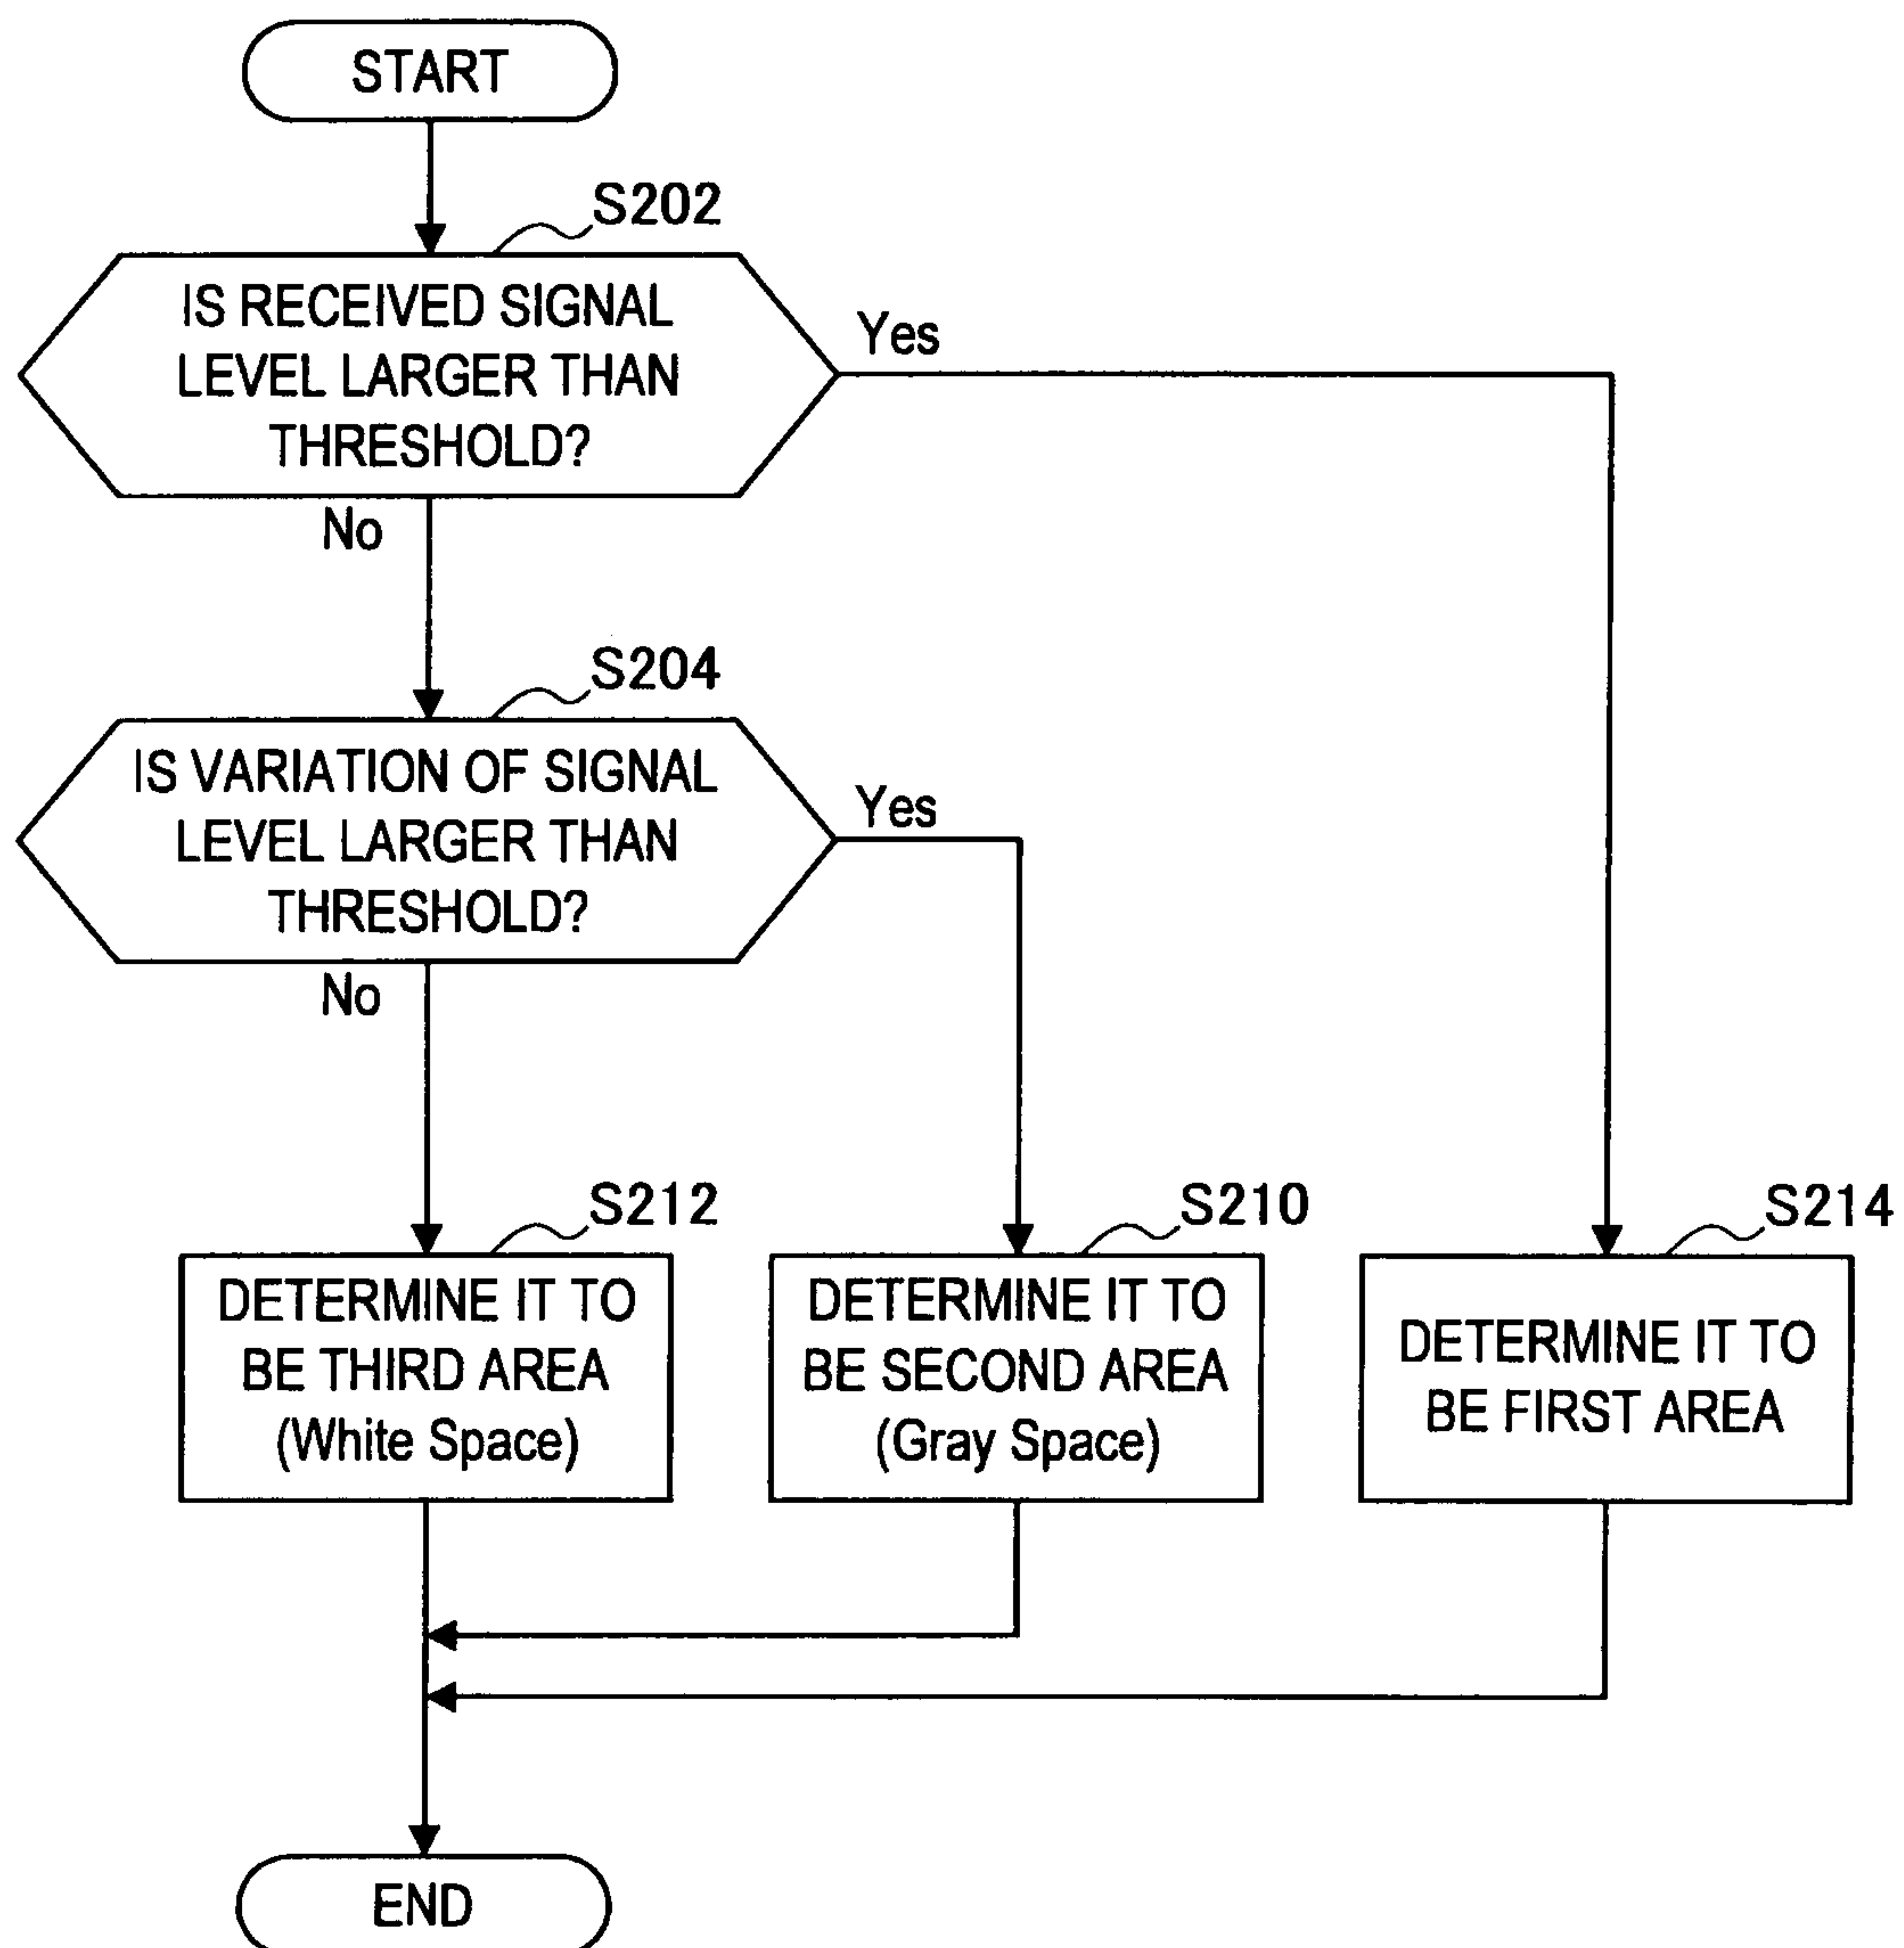 START
S202
IS RECEIVED SIGNAL
LEVEL LARGER THAN
THRESHOLD?
Yes
No
S204
IS VARIATION OF SIGNAL
LEVEL LARGER THAN
THRESHOLD?
Yes
No
S212
DETERMINE IT TO
BE THIRD AREA
(White Space)
S210
DETERMINE IT TO
BE SECOND AREA
(Gray Space)
S214
DETERMINE IT TO
BE FIRST AREA
END